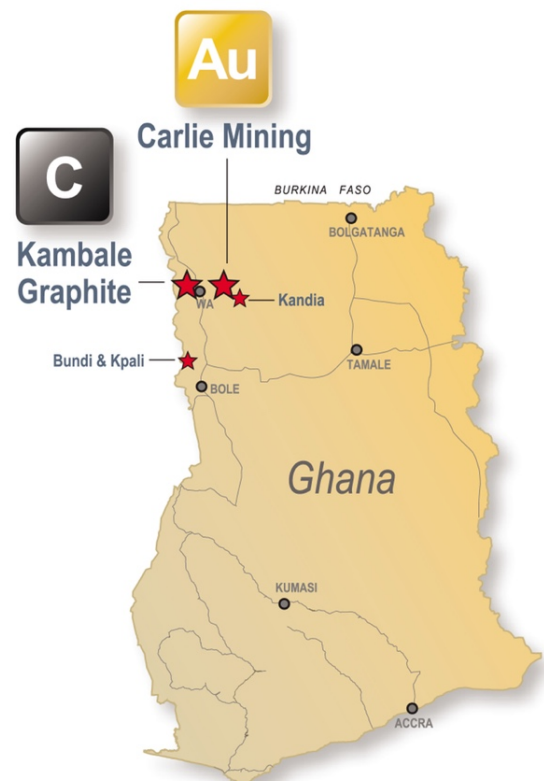 Au
Carlie Mining
C
Kambale
Graphite
BURKINA FASO
BOLGATANGA
WA
Kandia
Bundi & Kpali
TAMALE
BOLE
Ghana
KUMASI
ACCRA